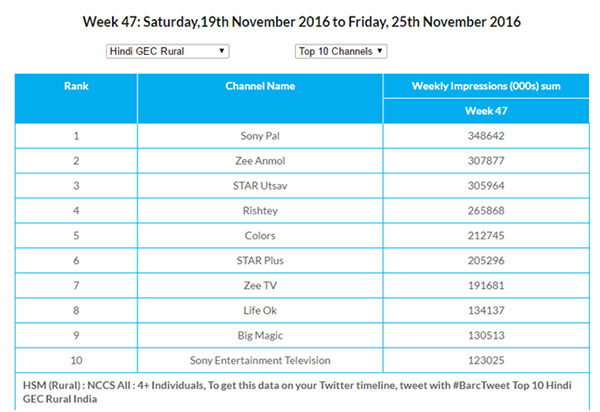 Week 47: Saturday,19th November 2016 to Friday, 25th November 2016
Hindi GEC Rural Top 10 Channels
Rank Channel Name Weekly Impressions (000s) sum
Week 47
1 Sony Pal 348642
2 Zee Anmol 307877
3 STAR Utsav 305964
4 Rishtey 265868
5 Colors 212745
6 STAR Plus 205296
7 Zee TV 191681
8 Life Ok 134137
9 Big Magic 130513
10 Sony Entertainment Television 123025
HSM (Rural) : NCCS All : 4+ Individuals, To get this data on your Twitter timeline, tweet with #BarcTweet Top 10 Hindi
GEC Rural India